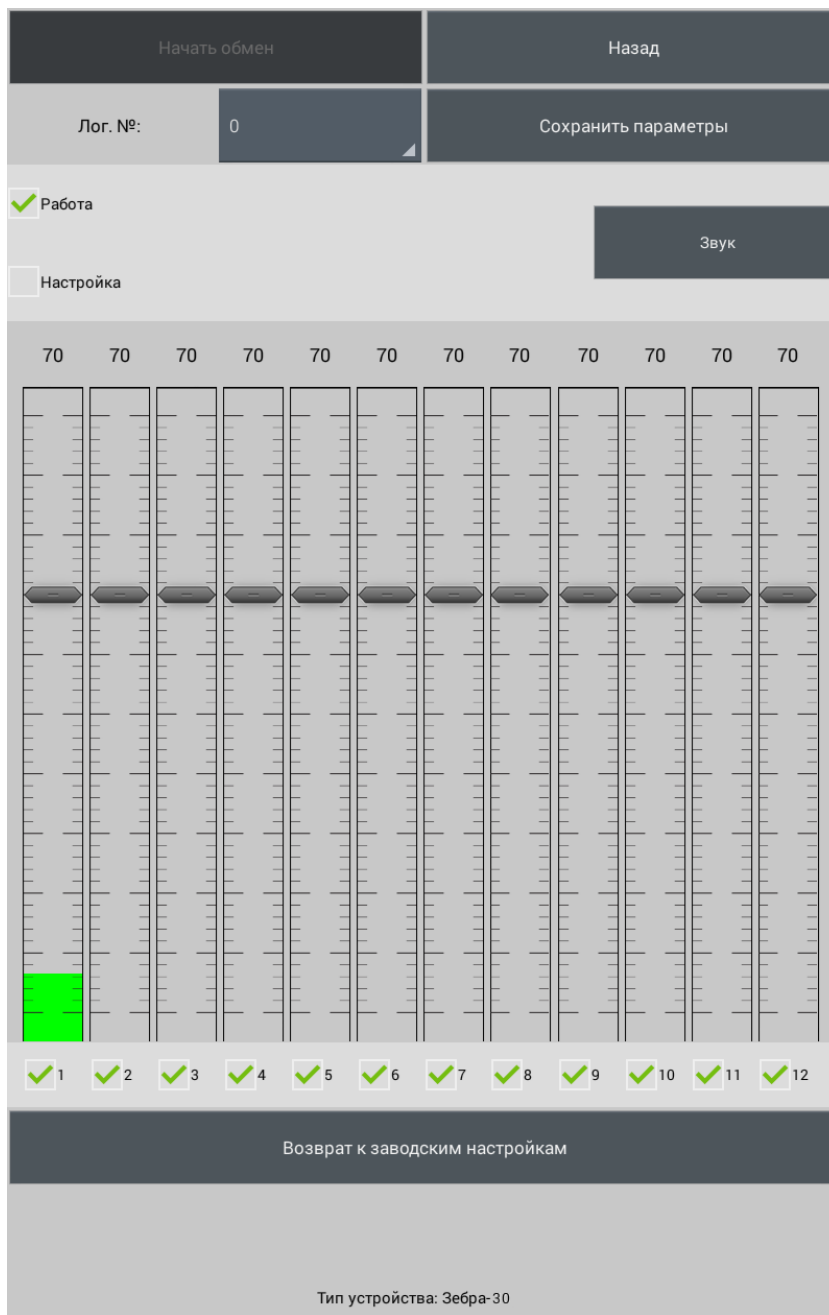 Начать обмен Назад
Лог. №: 0 Сохранить параметры
Работа
Звук
Настройка
70 70 70 70 70 70 70 70 70 70 70 70
1 2 3 4 5 6 7 8 9 10 11 12
Возврат к заводским настройкам
Тип устройства: Зебра-30